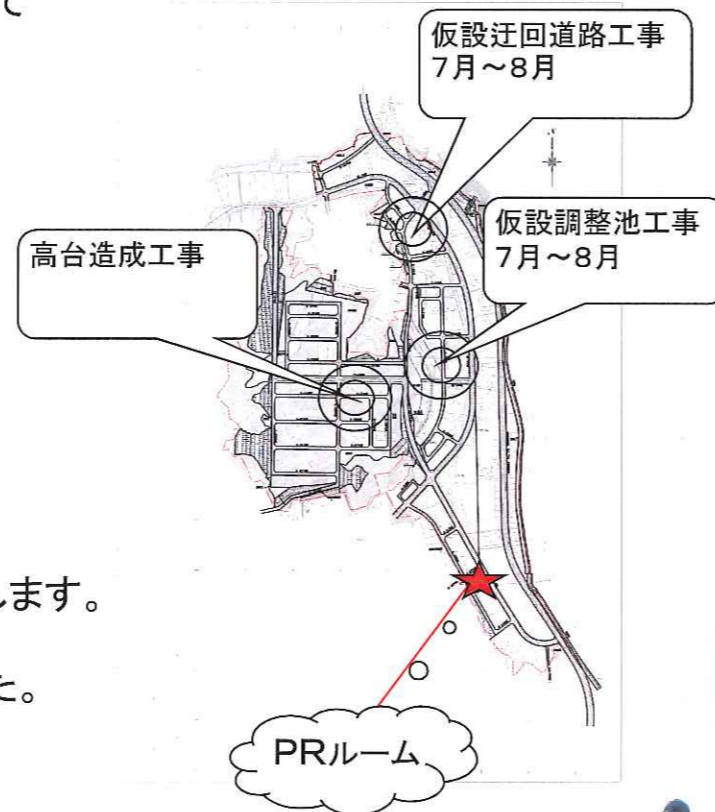 て
仮設迂回道路工事
7月～8月
仮設調整池工事
7月～8月
高台造成工事
します。
た。
PRルーム